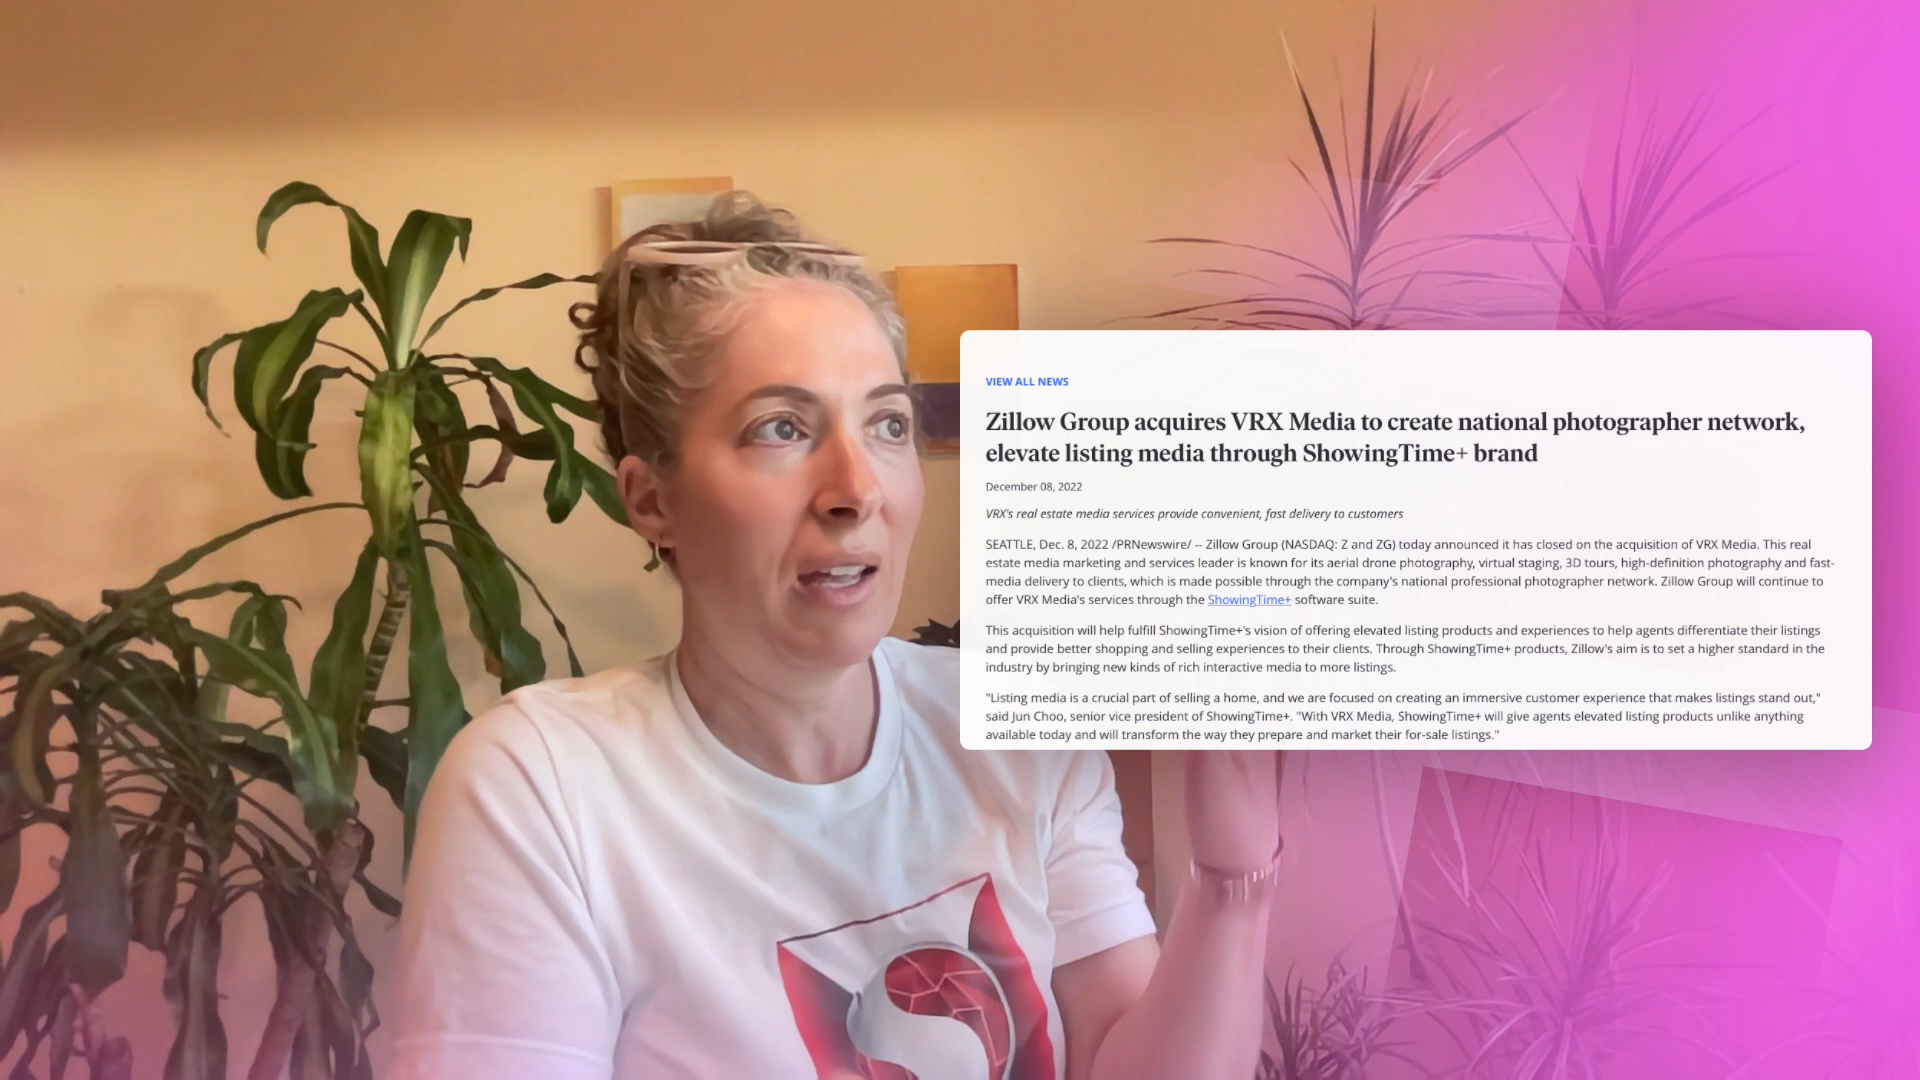 VIEW ALL NEWS
Zillow Group acquires VRX Media to create national photographer network,
elevate listing media through ShowingTime+ brand
December 08, 2022
VRX's real estate media services provide convenient, fast delivery to customers
SEATTLE, Dec. 8, 2022 /PRNewswire/ -- Zillow Group (NASDAQ: Z and ZG) today announced it has closed on the acquisition of VRX Media. This real
estate media marketing and services leader is known for its aerial drone photography, virtual staging, 3D tours, high-definition photography and fast-
media delivery to clients, which is made possible through the company's national professional photographer network. Zillow Group will continue to
offer VRX Media's services through the ShowingTime+ software suite.
This acquisition will help fulfill ShowingTime+'s vision of offering elevated listing products and experiences to help agents differentiate their listings
and provide better shopping and selling experiences to their clients. Through ShowingTime+ products, Zillow's aim is to set a higher standard in the
industry by bringing new kinds of rich interactive media to more listings.
"Listing media is a crucial part of selling a home, and we are focused on creating an immersive customer experience that makes listings stand out,"
said Jun Choo, senior vice president of ShowingTime+. "With VRX Media, ShowingTime+ will give agents elevated listing products unlike anything
available today and will transform the way they prepare and market their for-sale listings."